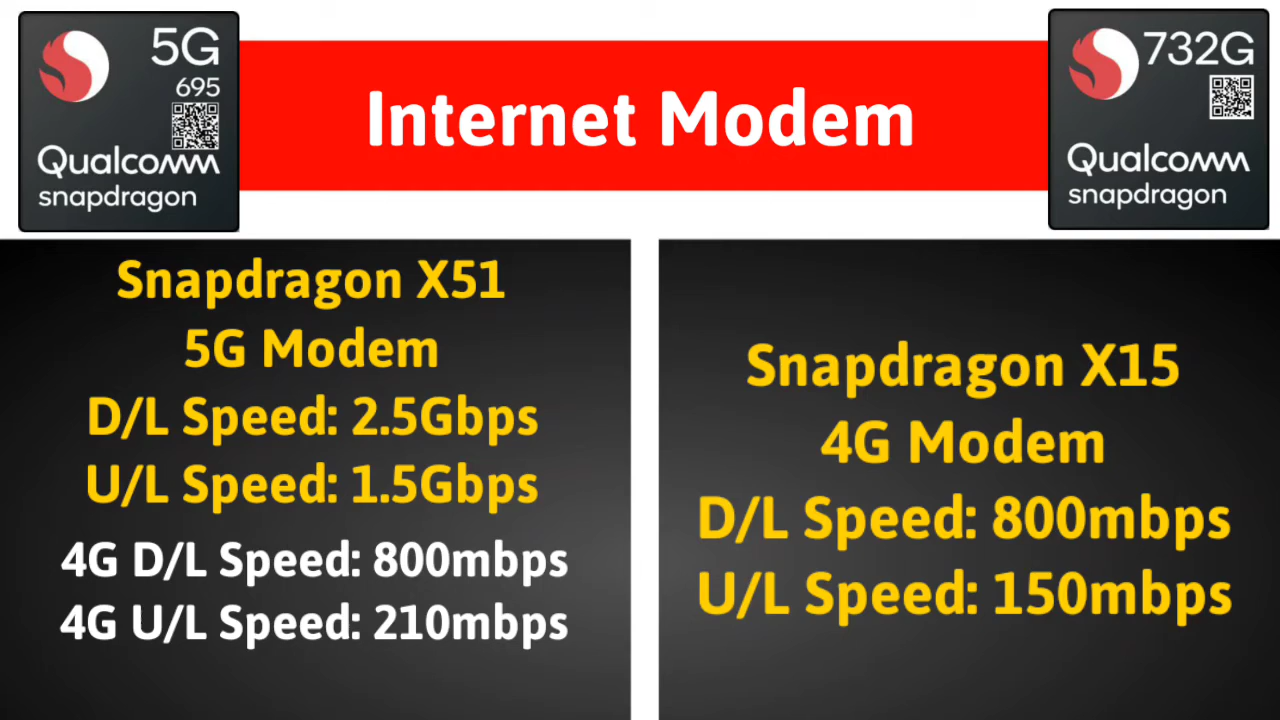 5G
695
Qualcomm
snapdragon
Internet Modem
732G
Qualcomm
snapdragon
Snapdragon X51
5G Modem
D/L Speed: 2.5Gbps
U/L Speed: 1.5Gbps
4G D/L Speed: 800mbps
4G U/L Speed: 210mbps
Snapdragon X15
4G Modem
D/L Speed: 800mbps
U/L Speed: 150mbps